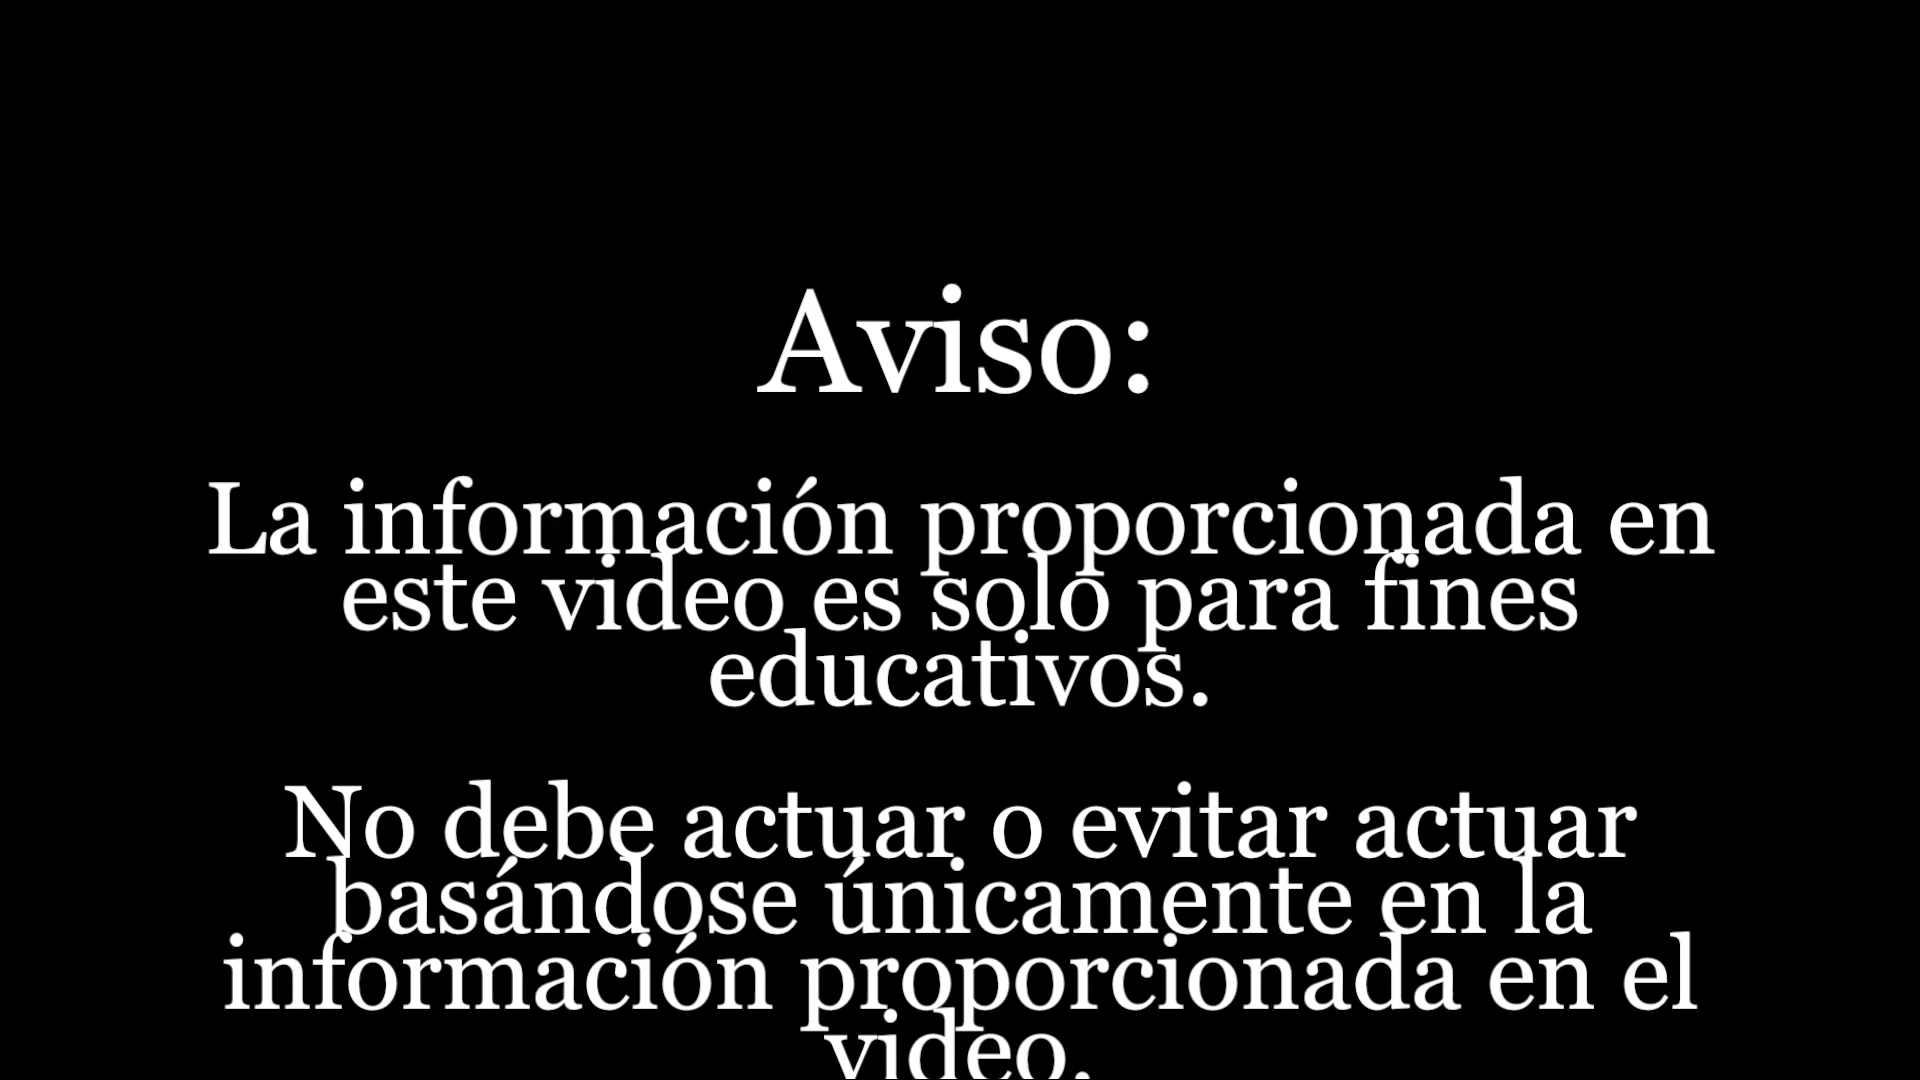 Aviso:
La información proporcionada en
este video es solo para fines
educativos.
No debe actuar o evitar actuar
basándose únicamente en la
información proporcionada en el
video.